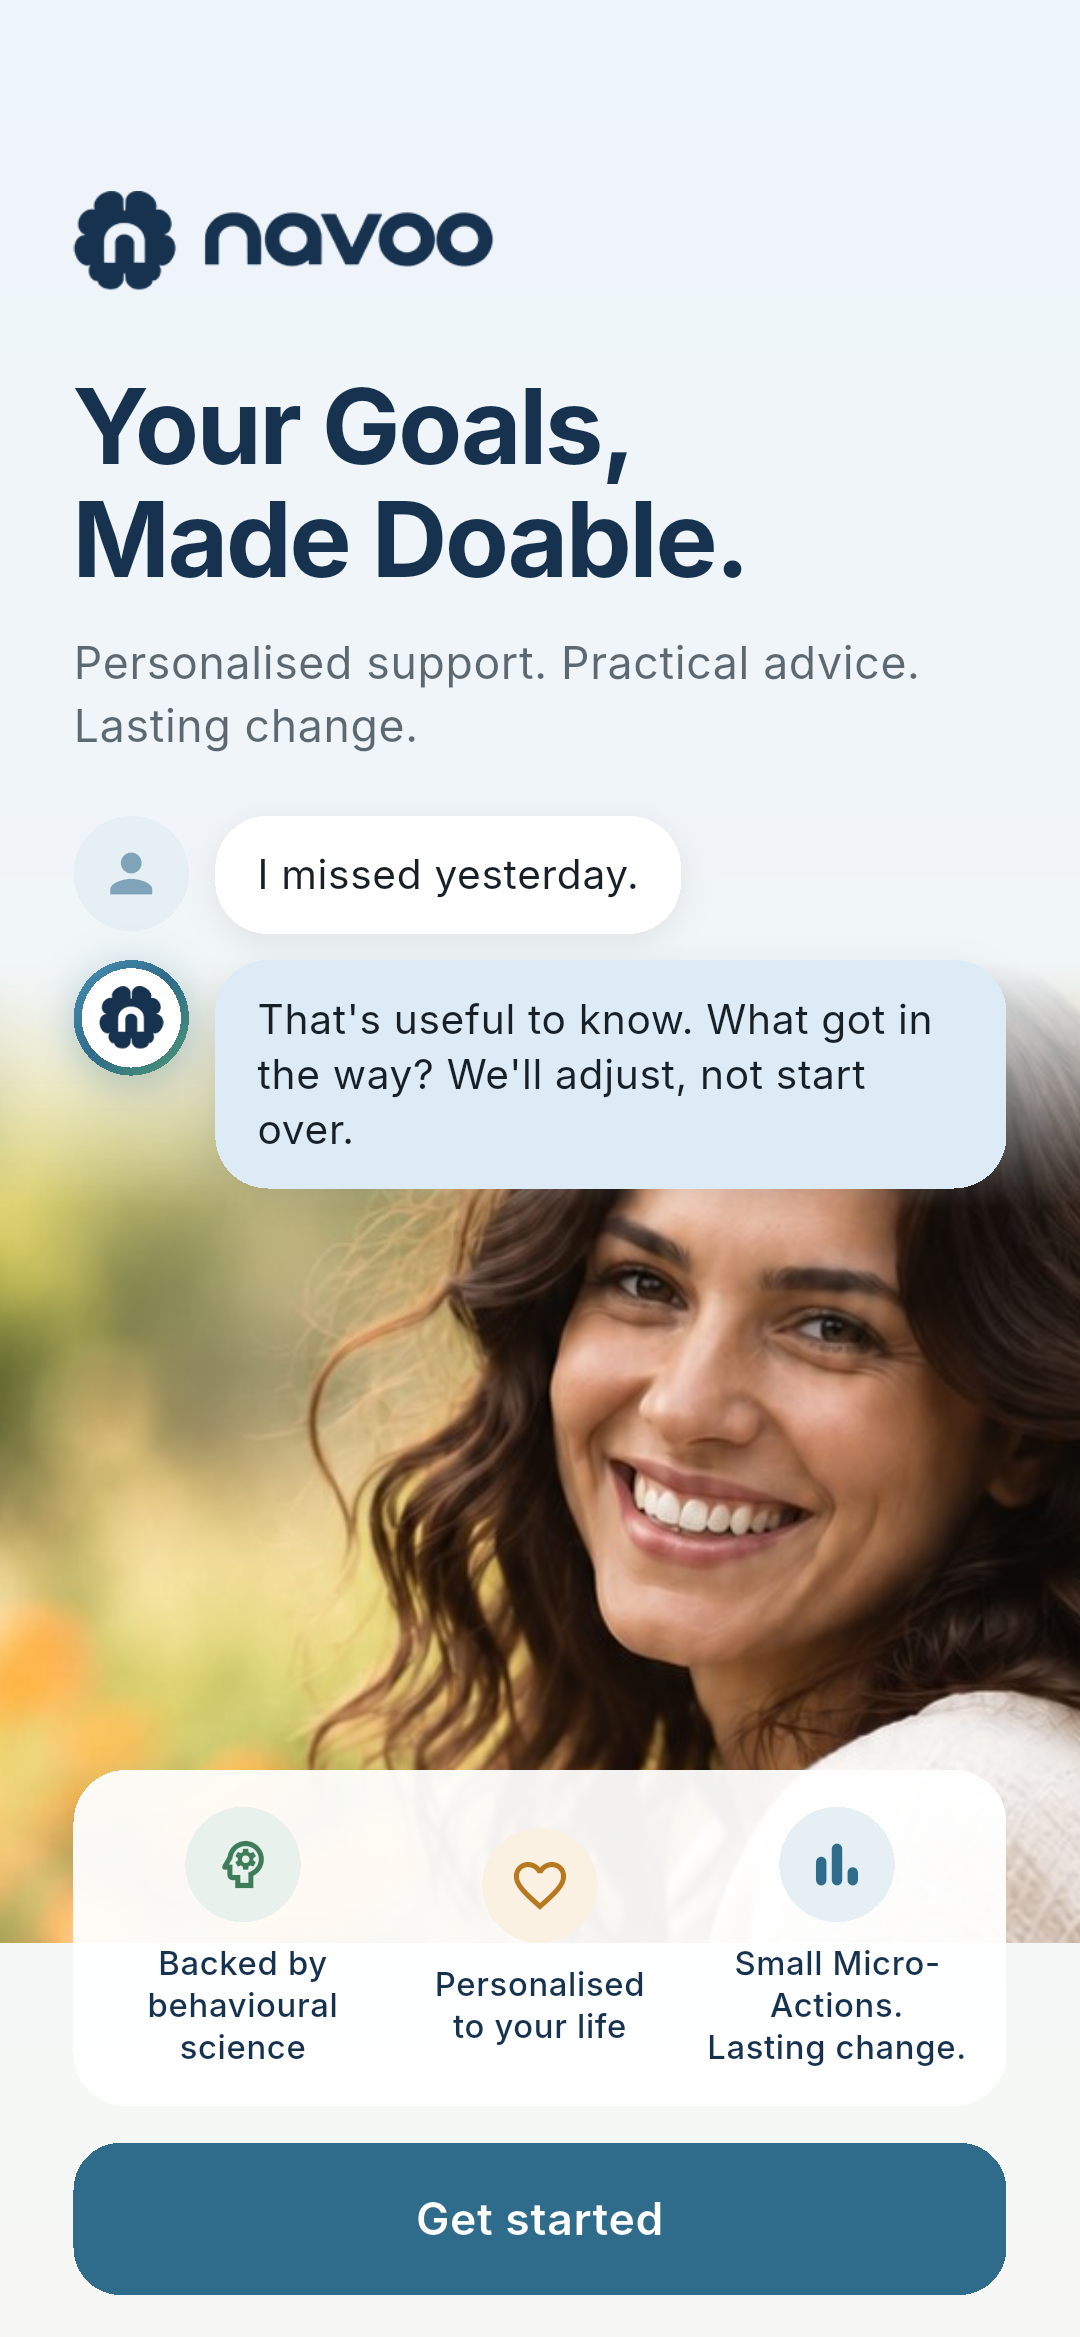 navoo
Your Goals,
Made Doable.
Personalised support. Practical advice.
Lasting change.
I missed yesterday.
That's useful to know. What got in
the way? We'll adjust, not start
over.
Backed by
behavioural
science
Personalised
to your life
Small Micro-
Actions.
Lasting change.
Get started